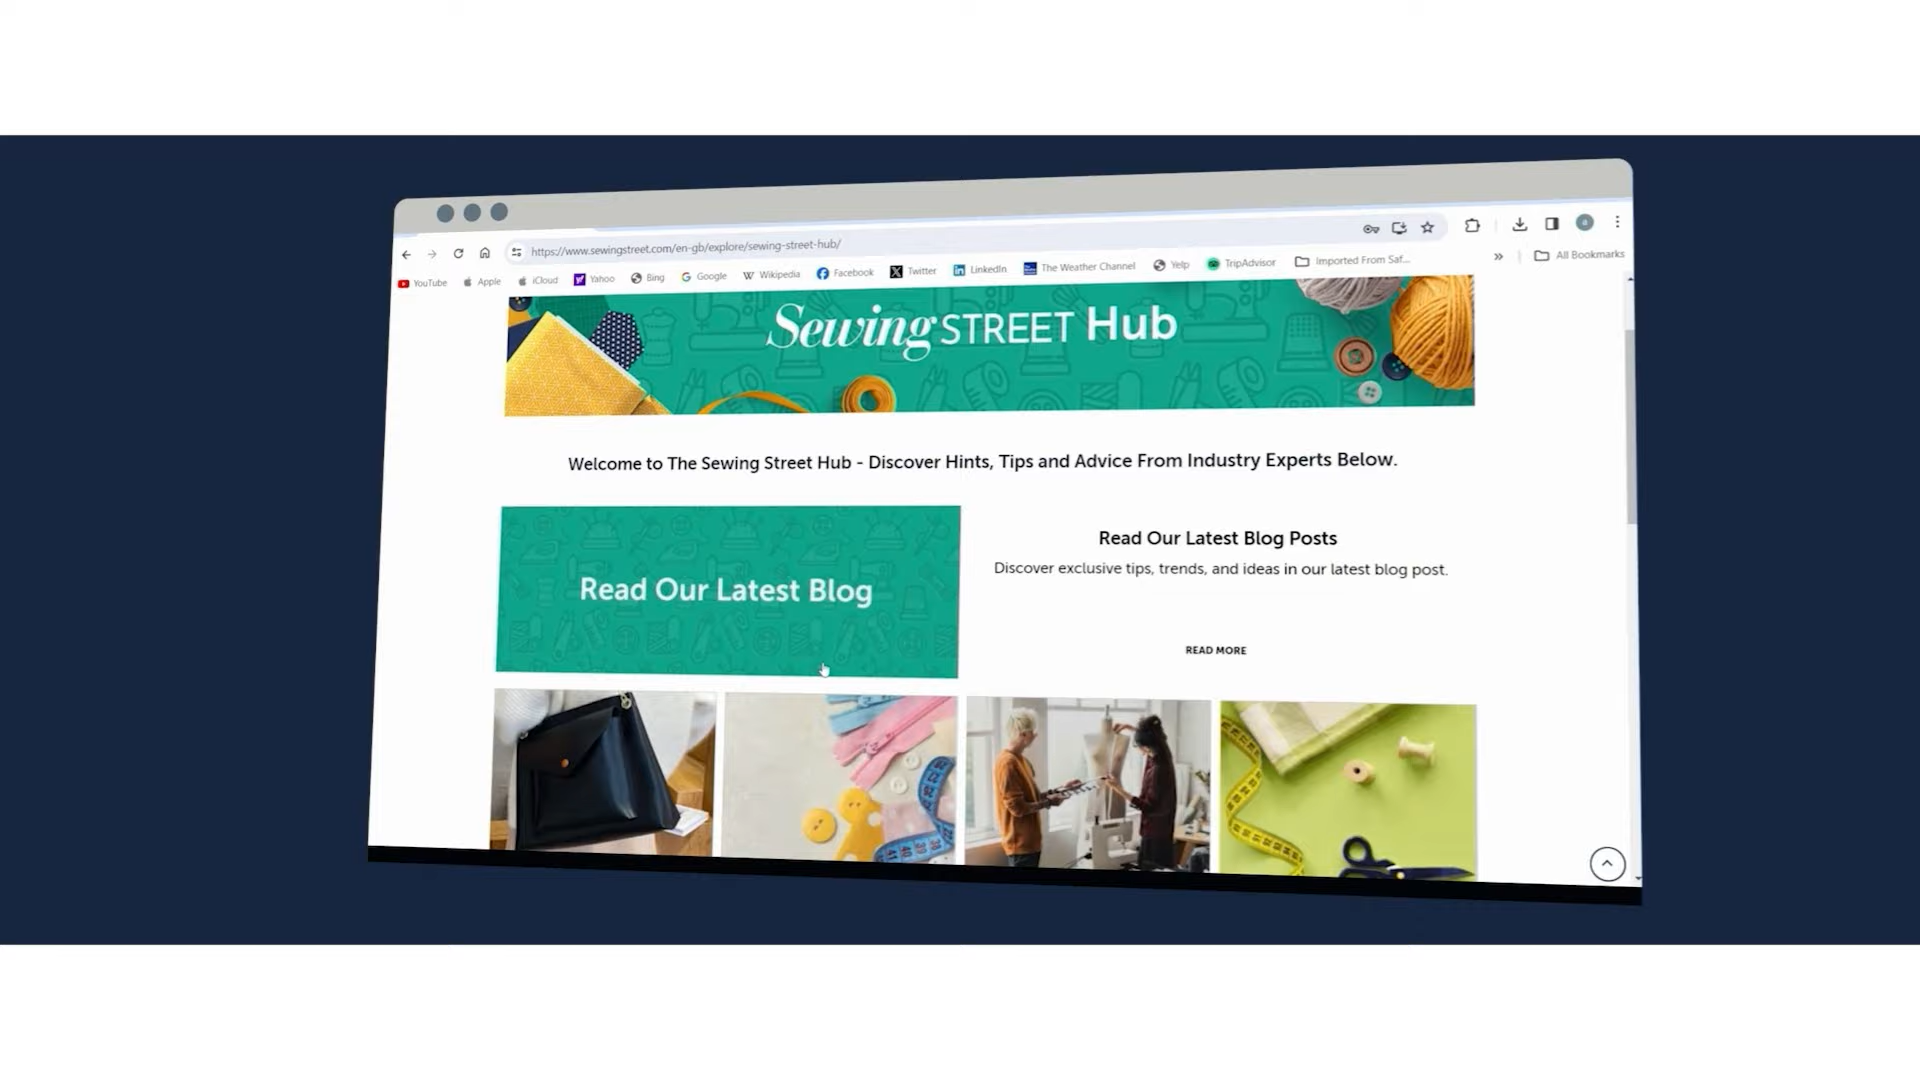 https://www.sewingstreet.com/en-gb/explore/sewing-street-hub/
YouTube Apple iCloud Yahoo Bing Google Wikipedia Facebook Twitter LinkedIn The Weather Channel Yelp TripAdvisor Imported From Saf... All Bookmarks
Sewing STREET Hub
Welcome to The Sewing Street Hub - Discover Hints, Tips and Advice From Industry Experts Below.
Read Our Latest Blog
Read Our Latest Blog Posts
Discover exclusive tips, trends, and ideas in our latest blog post.
READ MORE